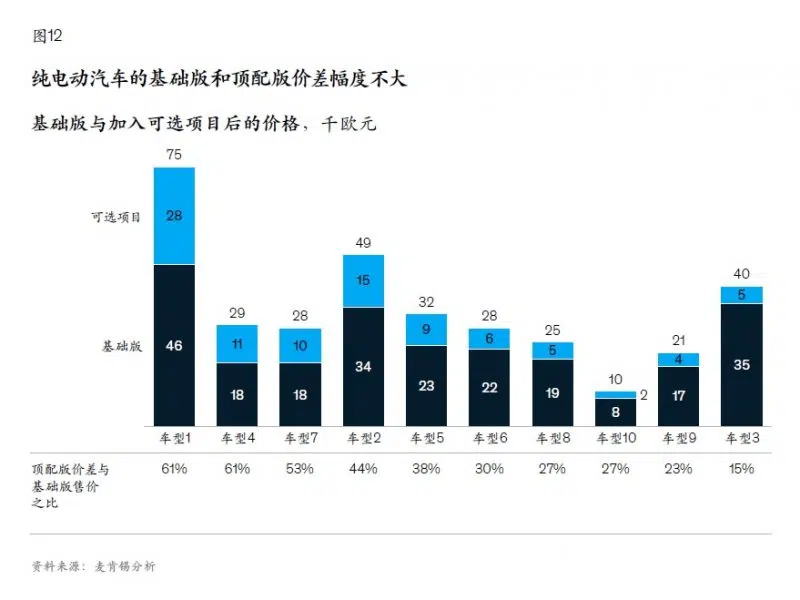 图12
纯电动汽车的基础版和顶配版价差幅度不大
基础版与加入可选项目后的价格，千欧元
75
49
40
29
28
32
28
25
10
21
可选项目
28
11
10
15
9
6
5
2
4
5
基础版
46
18
18
34
23
22
19
8
17
35
车型1
车型4
车型7
车型2
车型5
车型6
车型8
车型10
车型9
车型3
顶配版价差与
基础版售价
之比
61%
61%
53%
44%
38%
30%
27%
27%
23%
15%
资料来源：麦肯锡分析